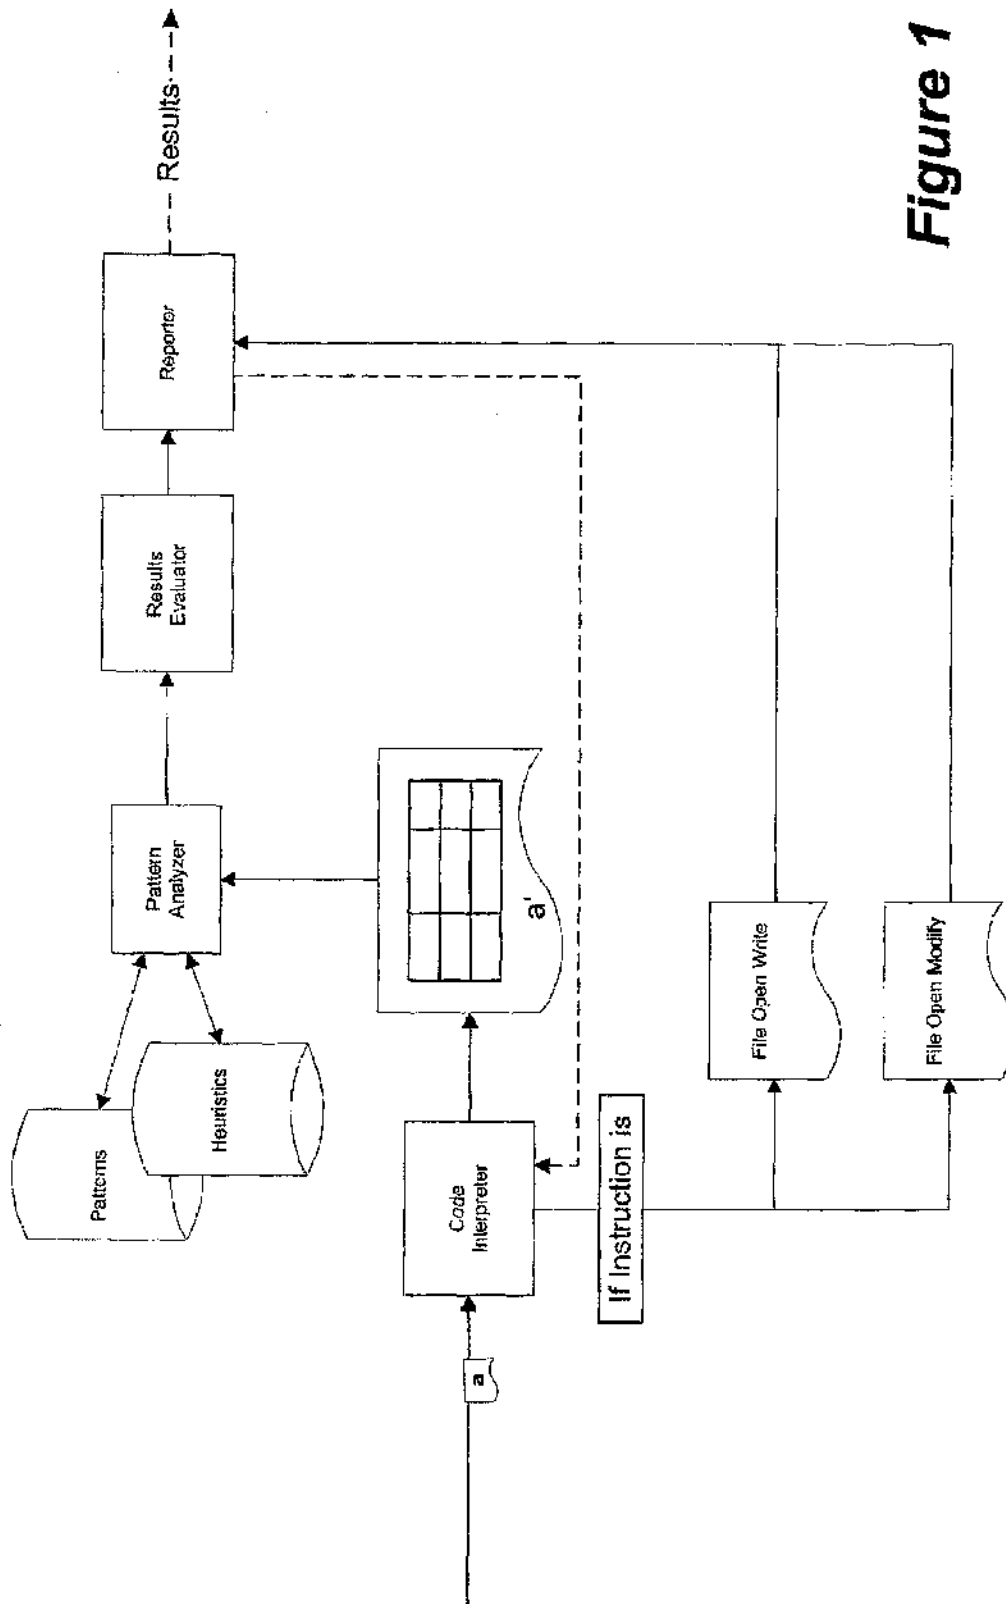 Patterns
Heuristics
Pattern
Analyzer
Results
Evaluator
Reporter
Results
a
Code
Interpreter
a'
If Instruction is
File Open Write
File Open Modify
Figure 1